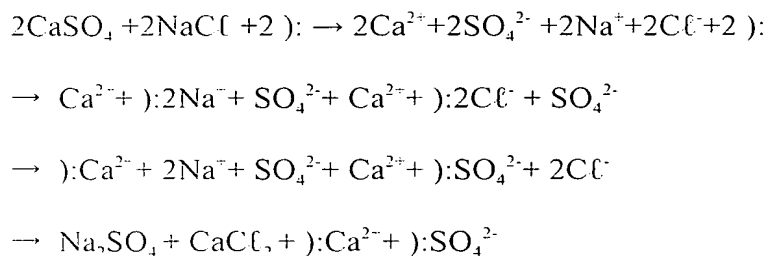 2CaSO₄ +2NaCℓ +2 ): → 2Ca²⁺+2SO₄²⁻ +2Na⁺+2Cℓ⁻+2 ):
→ Ca²⁻+ ):2Na⁻+ SO₄²⁻+ Ca²⁺+ ):2Cℓ⁻ + SO₄²⁻
→ ):Ca²⁻+ 2Na⁺+ SO₄²⁻+ Ca²⁺+ ):SO₄²⁻+ 2Cℓ⁻
→ Na₂SO₄ + CaCℓ₂ + ):Ca²⁻+ ):SO₄²⁻